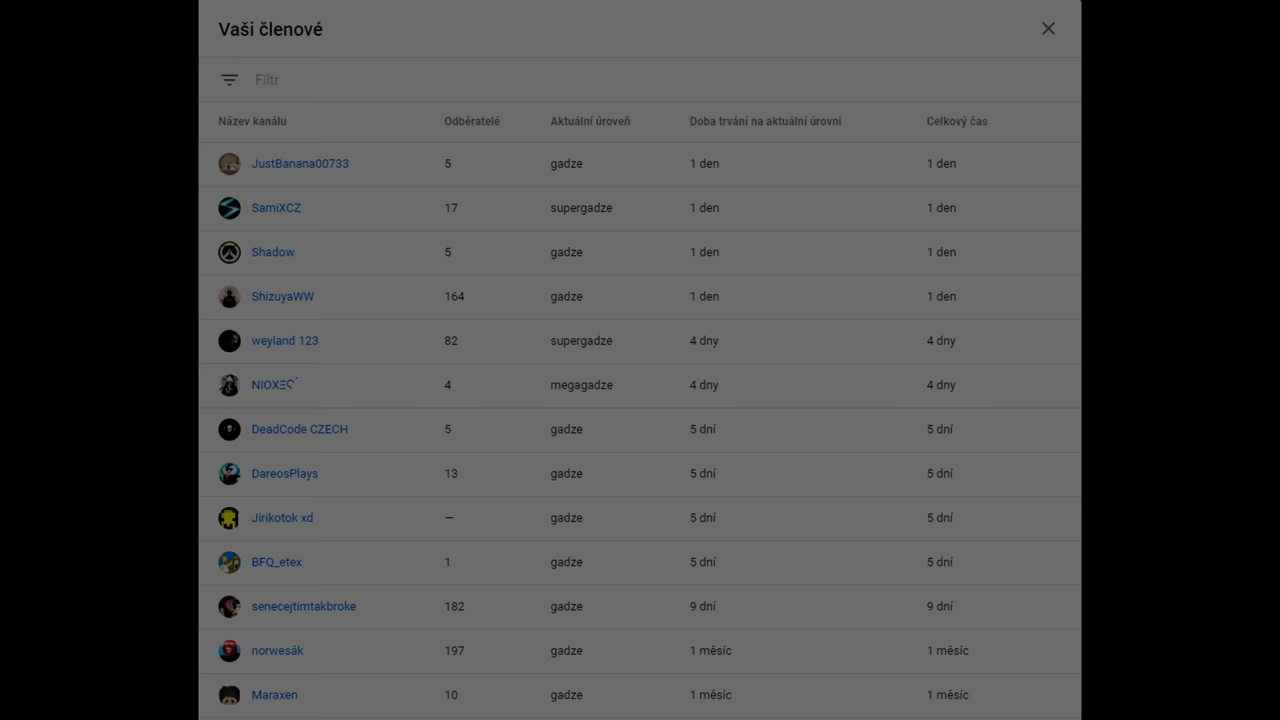 Vaši členové
Filtr
Název kanálu Odběratelé Aktuální úroveň Doba trvání na aktuální úrovni Celkový čas
JustBanana00733 5 gadze 1 den 1 den
SamiXCZ 17 supergadze 1 den 1 den
Shadow 5 gadze 1 den 1 den
ShizuyaWW 164 gadze 1 den 1 den
weyland 123 82 supergadze 4 dny 4 dny
NIOXΞϚ΄ 4 megagadze 4 dny 4 dny
DeadCode CZECH 5 gadze 5 dní 5 dní
DareosPlays 13 gadze 5 dní 5 dní
Jirikotok xd — gadze 5 dní 5 dní
BFQ_etex 1 gadze 5 dní 5 dní
senecejtimtakbroke 182 gadze 9 dní 9 dní
norwesák 197 gadze 1 měsíc 1 měsíc
Maraxen 10 gadze 1 měsíc 1 měsíc